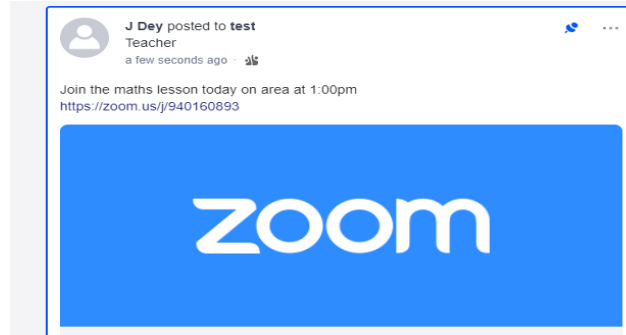 J Dey posted to test
Teacher
a few seconds ago ·
Join the maths lesson today on area at 1:00pm
https://zoom.us/j/940160893
zoom